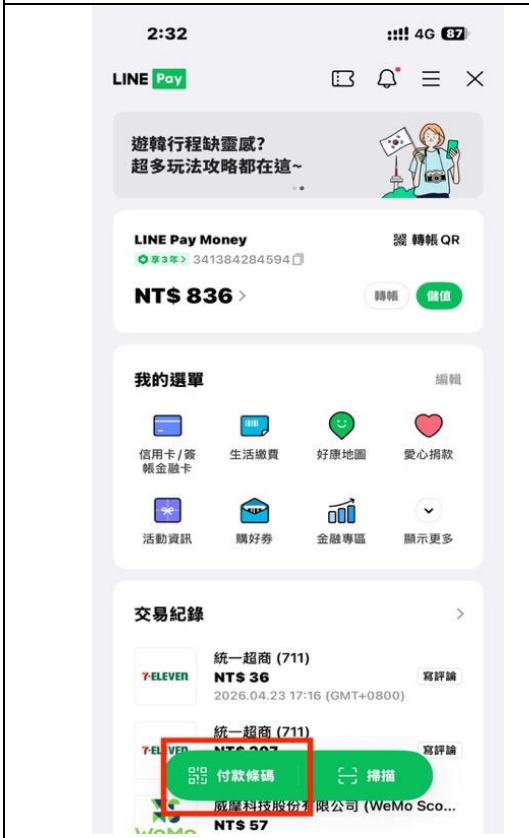 2:32 4G 87
LINE Pay
遊韓行程缺靈感?
超多玩法攻略都在這~
LINE Pay Money 轉帳 QR
享3年> 341384284594
NT$ 836 > 轉帳 儲值
我的選單 編輯
信用卡/簽帳金融卡 生活繳費 好康地圖 愛心捐款
活動資訊 購好券 金融專區 顯示更多
交易紀錄
統一超商 (711)
7-ELEVEN NT$ 36 寫評論
2026.04.23 17:16 (GMT+0800)
統一超商 (711)
7-ELEVEN 寫評論
付款條碼 掃描
威摩科技股份有限公司 (WeMo Sco...
WeMo NT$ 57